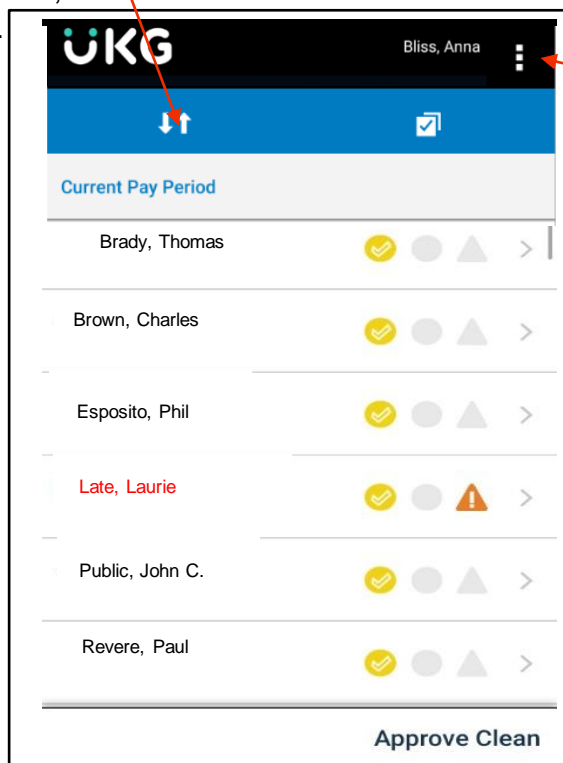 UKG
Bliss, Anna
Current Pay Period
Brady, Thomas
Brown, Charles
Esposito, Phil
Late, Laurie
Public, John C.
Revere, Paul
Approve Clean